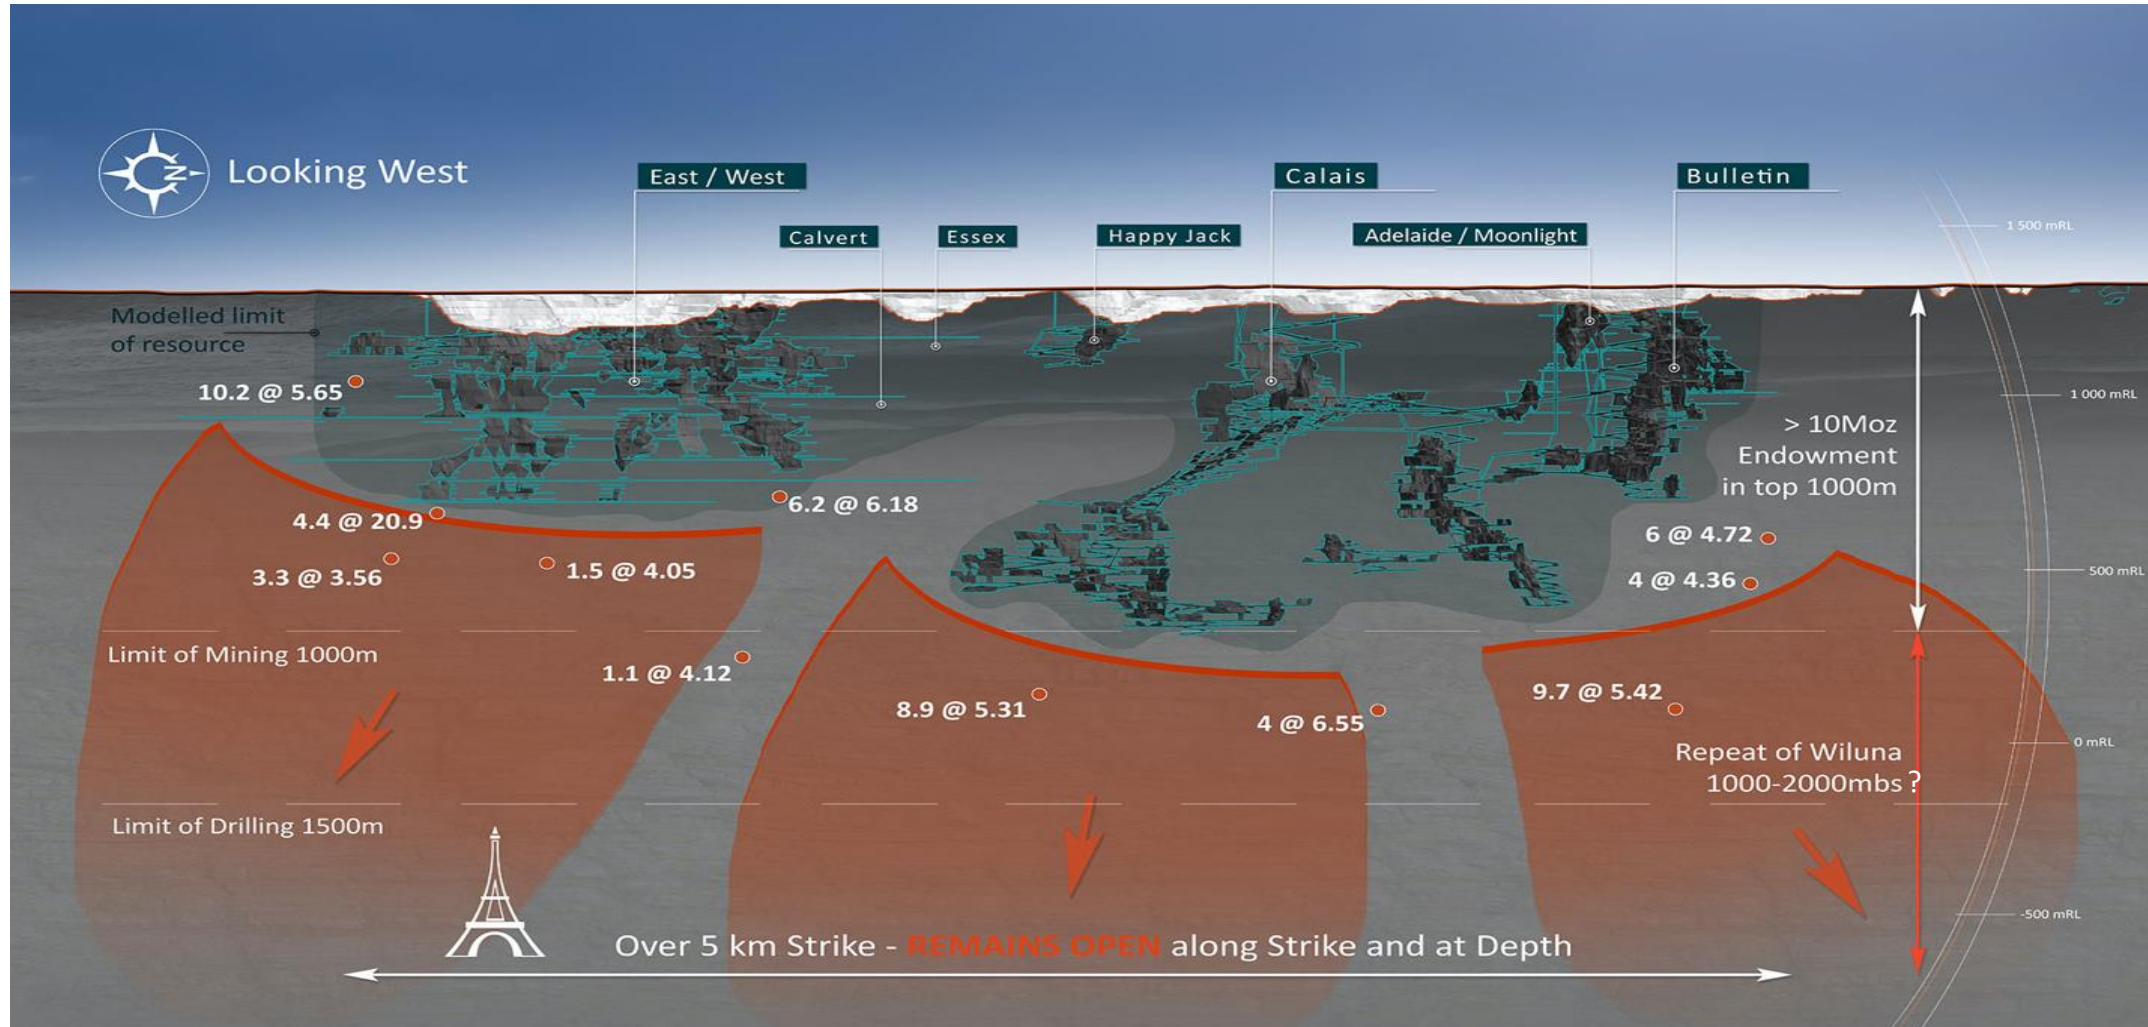 N
Looking West
East / West
Calais
Bulletin
Calvert
Essex
Happy Jack
Adelaide / Moonlight
1 500 mRL
Modelled limit
of resource
10.2 @ 5.65
1 000 mRL
> 10Moz
Endowment
in top 1000m
4.4 @ 20.9
6.2 @ 6.18
6 @ 4.72
3.3 @ 3.56
1.5 @ 4.05
4 @ 4.36
500 mRL
Limit of Mining 1000m
1.1 @ 4.12
8.9 @ 5.31
4 @ 6.55
9.7 @ 5.42
0 mRL
Repeat of Wiluna
1000-2000mbs ?
Limit of Drilling 1500m
-500 mRL
Over 5 km Strike - REMAINS OPEN along Strike and at Depth